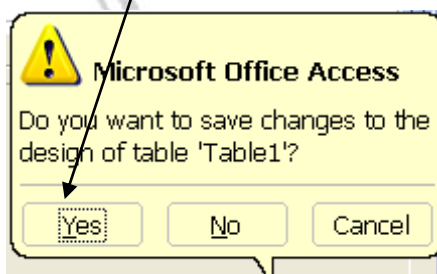 Microsoft Office Access
Do you want to save changes to the
design of table 'Table1'?
Yes No Cancel